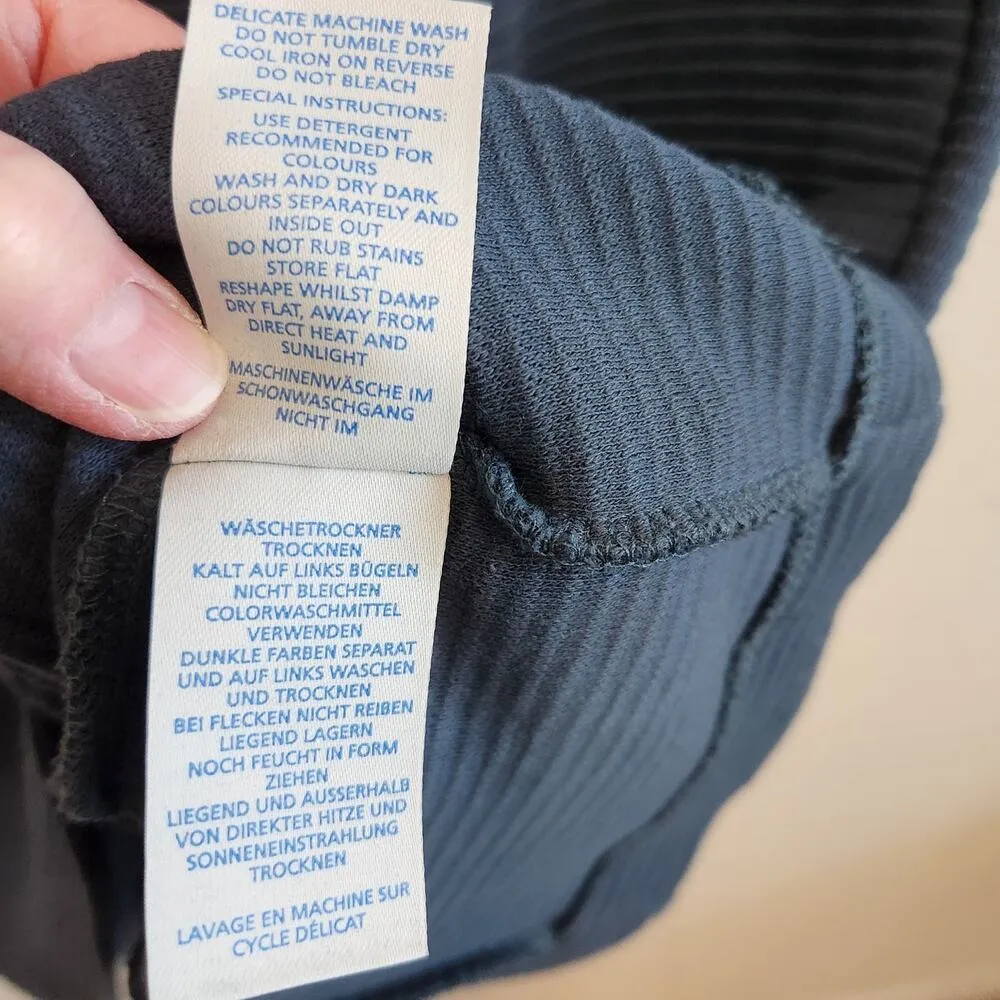 DELICATE MACHINE WASH
DO NOT TUMBLE DRY
COOL IRON ON REVERSE
DO NOT BLEACH
SPECIAL INSTRUCTIONS:
USE DETERGENT
RECOMMENDED FOR
COLOURS
WASH AND DRY DARK
COLOURS SEPARATELY AND
INSIDE OUT
DO NOT RUB STAINS
STORE FLAT
RESHAPE WHILST DAMP
DRY FLAT, AWAY FROM
DIRECT HEAT AND
SUNLIGHT
MASCHINENWÄSCHE IM
SCHONWASCHGANG
NICHT IM
WÄSCHETROCKNER
TROCKNEN
KALT AUF LINKS BÜGELN
NICHT BLEICHEN
COLORWASCHMITTEL
VERWENDEN
DUNKLE FARBEN SEPARAT
UND AUF LINKS WASCHEN
UND TROCKNEN
BEI FLECKEN NICHT REIBEN
LIEGEND LAGERN
NOCH FEUCHT IN FORM
ZIEHEN
LIEGEND UND AUSSERHALB
VON DIREKTER HITZE UND
SONNENEINSTRAHLUNG
TROCKNEN
LAVAGE EN MACHINE SUR
CYCLE DÉLICAT